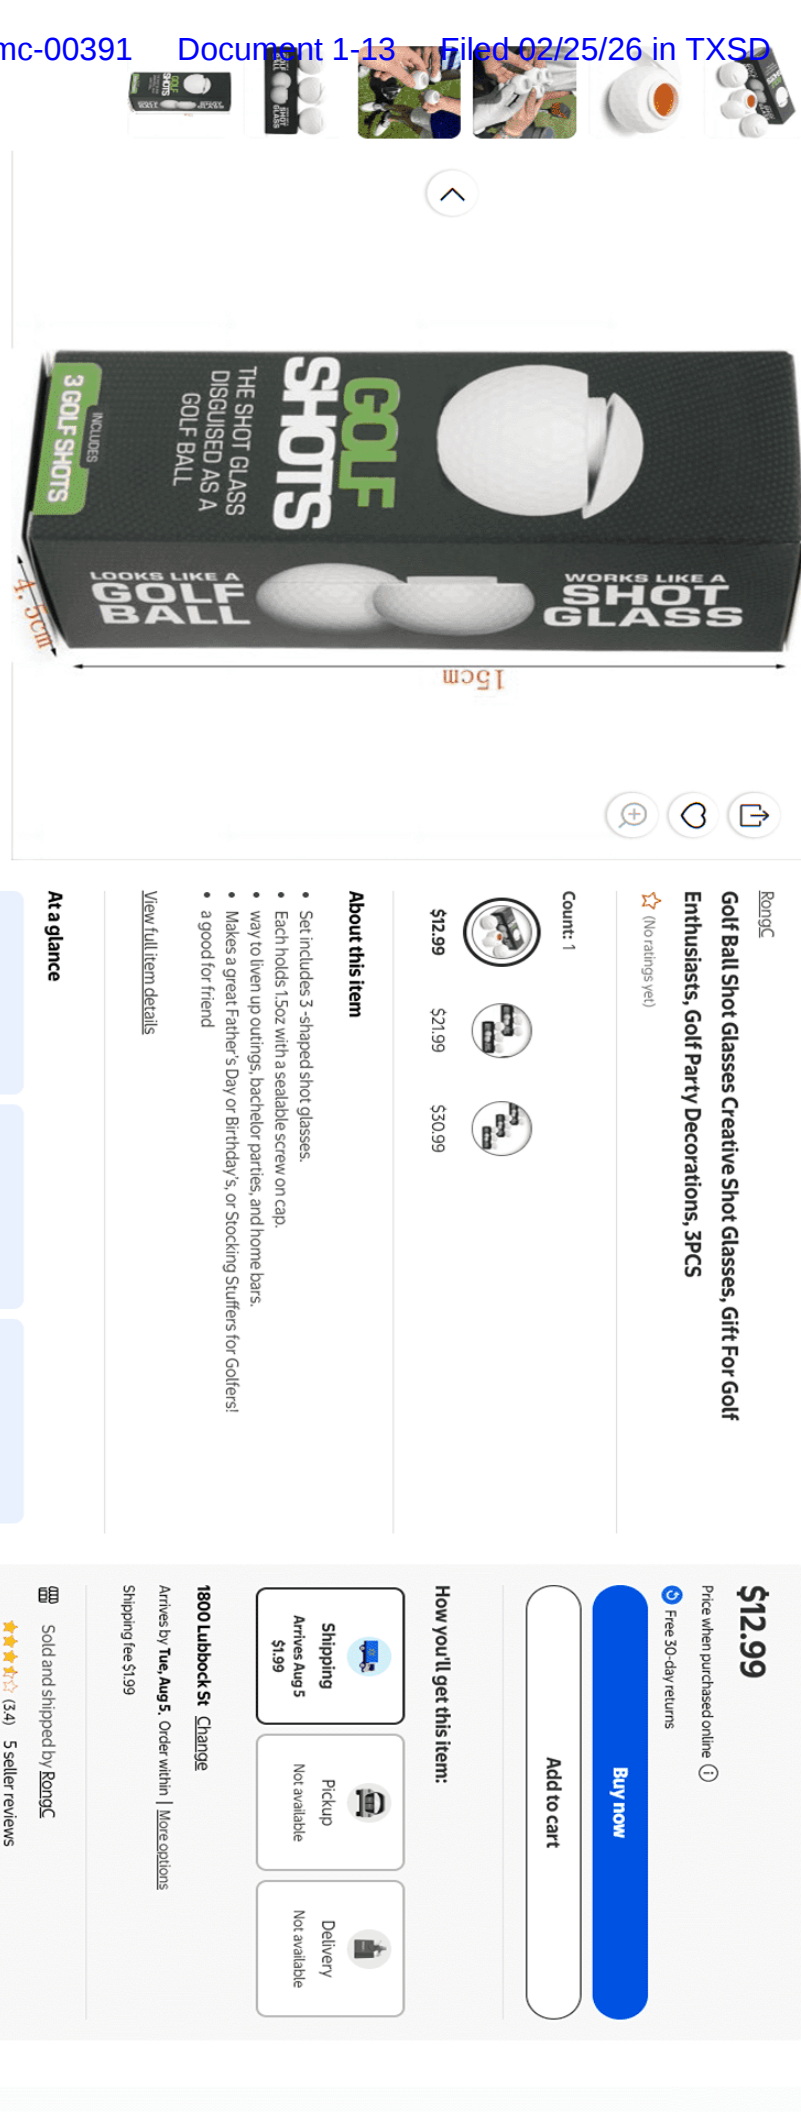 mc-00391 Document 1-13 Filed 02/25/26 in TXSD
GOLF
SHOTS
THE SHOT GLASS
DISGUISED AS A
GOLF BALL
INCLUDES
3 GOLF SHOTS
LOOKS LIKE A
GOLF
BALL
WORKS LIKE A
SHOT
GLASS
4.5cm
15cm
RongC
Golf Ball Shot Glasses Creative Shot Glasses, Gift For Golf
Enthusiasts, Golf Party Decorations, 3PCS
(No ratings yet)
Count: 1
$12.99
$21.99
$30.99
About this item
• Set includes 3 -shaped shot glasses.
• Each holds 1.5oz with a sealable screw on cap.
• way to liven up outings, bachelor parties, and home bars.
• Makes a great Father's Day or Birthday's, or Stocking Stuffers for Golfers!
• a good for friend
View full item details
At a glance
$12.99
Price when purchased online
Free 30-day returns
Buy now
Add to cart
How you'll get this item:
Shipping
Arrives Aug 5
$1.99
Pickup
Not available
Delivery
Not available
1800 Lubbock St Change
Arrives by Tue, Aug 5. Order within | More options
Shipping fee $1.99
Sold and shipped by RongC
(3.4) 5 seller reviews